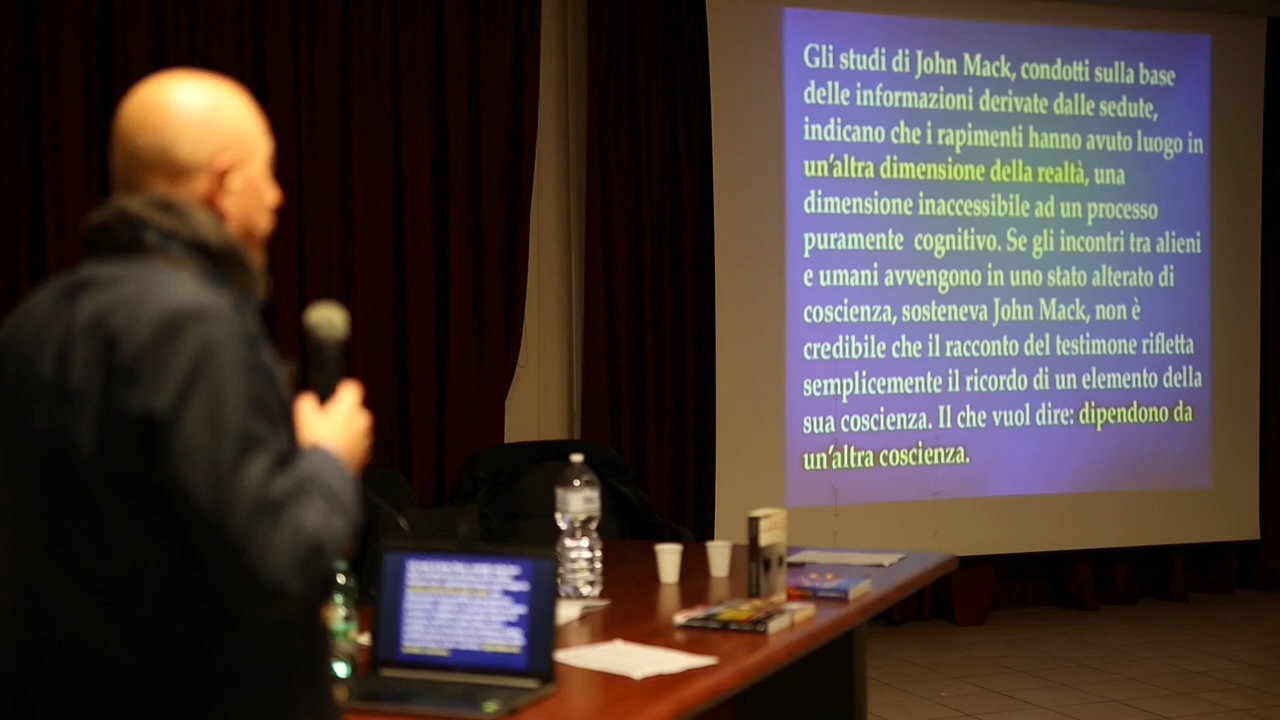 Gli studi di John Mack, condotti sulla base
delle informazioni derivate dalle sedute,
indicano che i rapimenti hanno avuto luogo in
un'altra dimensione della realtà, una
dimensione inaccessibile ad un processo
puramente cognitivo. Se gli incontri tra alieni
e umani avvengono in uno stato alterato di
coscienza, sosteneva John Mack, non è
credibile che il racconto del testimone rifletta
semplicemente il ricordo di un elemento della
sua coscienza. Il che vuol dire: dipendono da
un'altra coscienza.